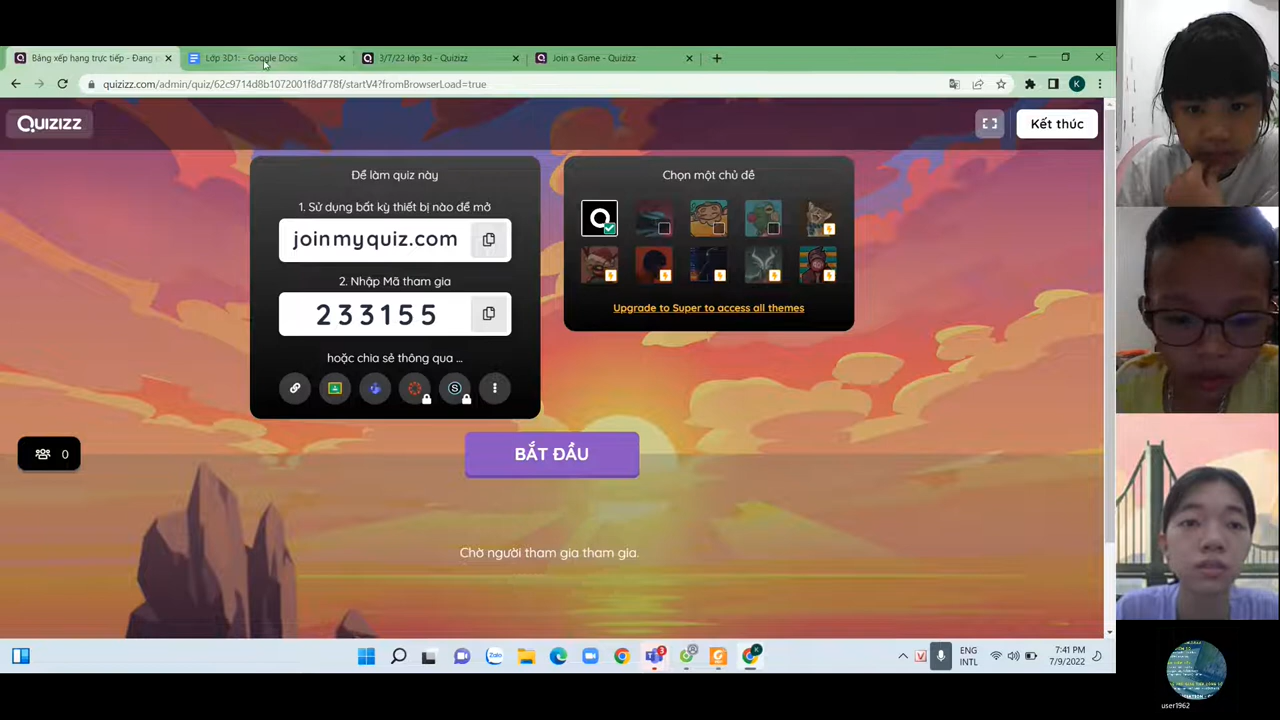 Bảng xếp hạng trực tiếp - Đang m
Lớp 3D1: - Google Docs
3/7/22 lớp 3d - Quizizz
Join a Game - Quizizz
quizizz.com/admin/quiz/62c9714d8b1072001f8d778f/startV4?fromBrowserLoad=true
K
Quizizz
Kết thúc
Để làm quiz này
1. Sử dụng bất kỳ thiết bị nào để mở
joinmyquiz.com
2. Nhập Mã tham gia
233155
hoặc chia sẻ thông qua ...
S
Chọn một chủ đề
Upgrade to Super to access all themes
0
BẮT ĐẦU
Chờ người tham gia tham gia.
Zalo
3
K
V
ENG
INTL
7:41 PM
7/9/2022
user1962